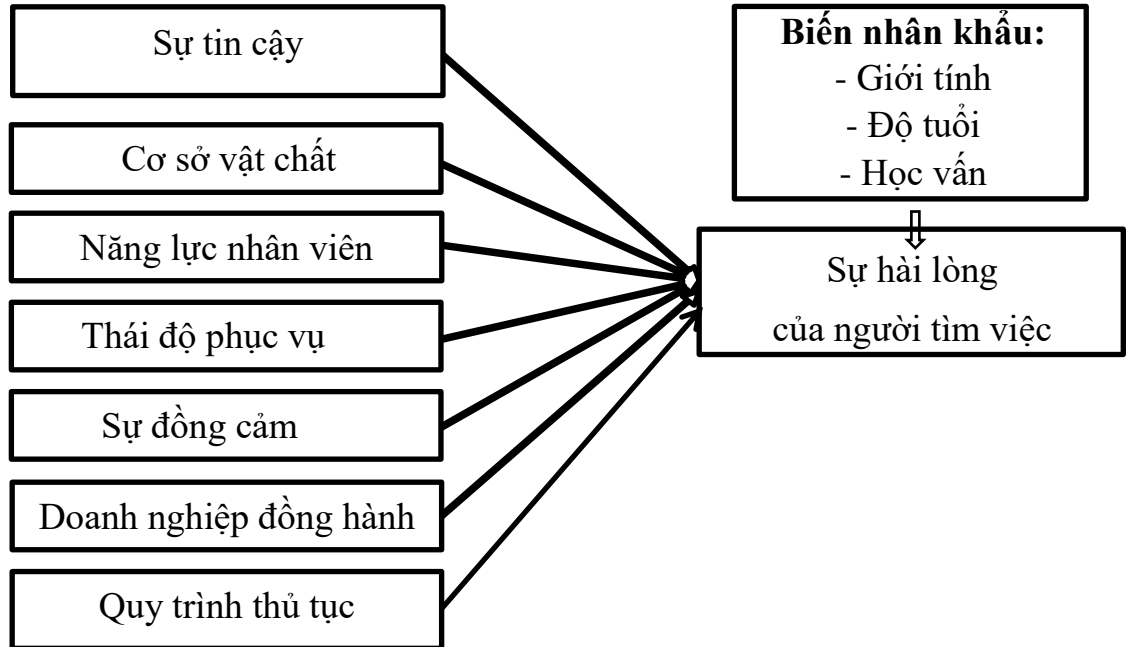 Sự tin cậy
Cơ sở vật chất
Năng lực nhân viên
Thái độ phục vụ
Sự đồng cảm
Doanh nghiệp đồng hành
Quy trình thủ tục
Biến nhân khẩu:
- Giới tính
- Độ tuổi
- Học vấn
Sự hài lòng
của người tìm việc